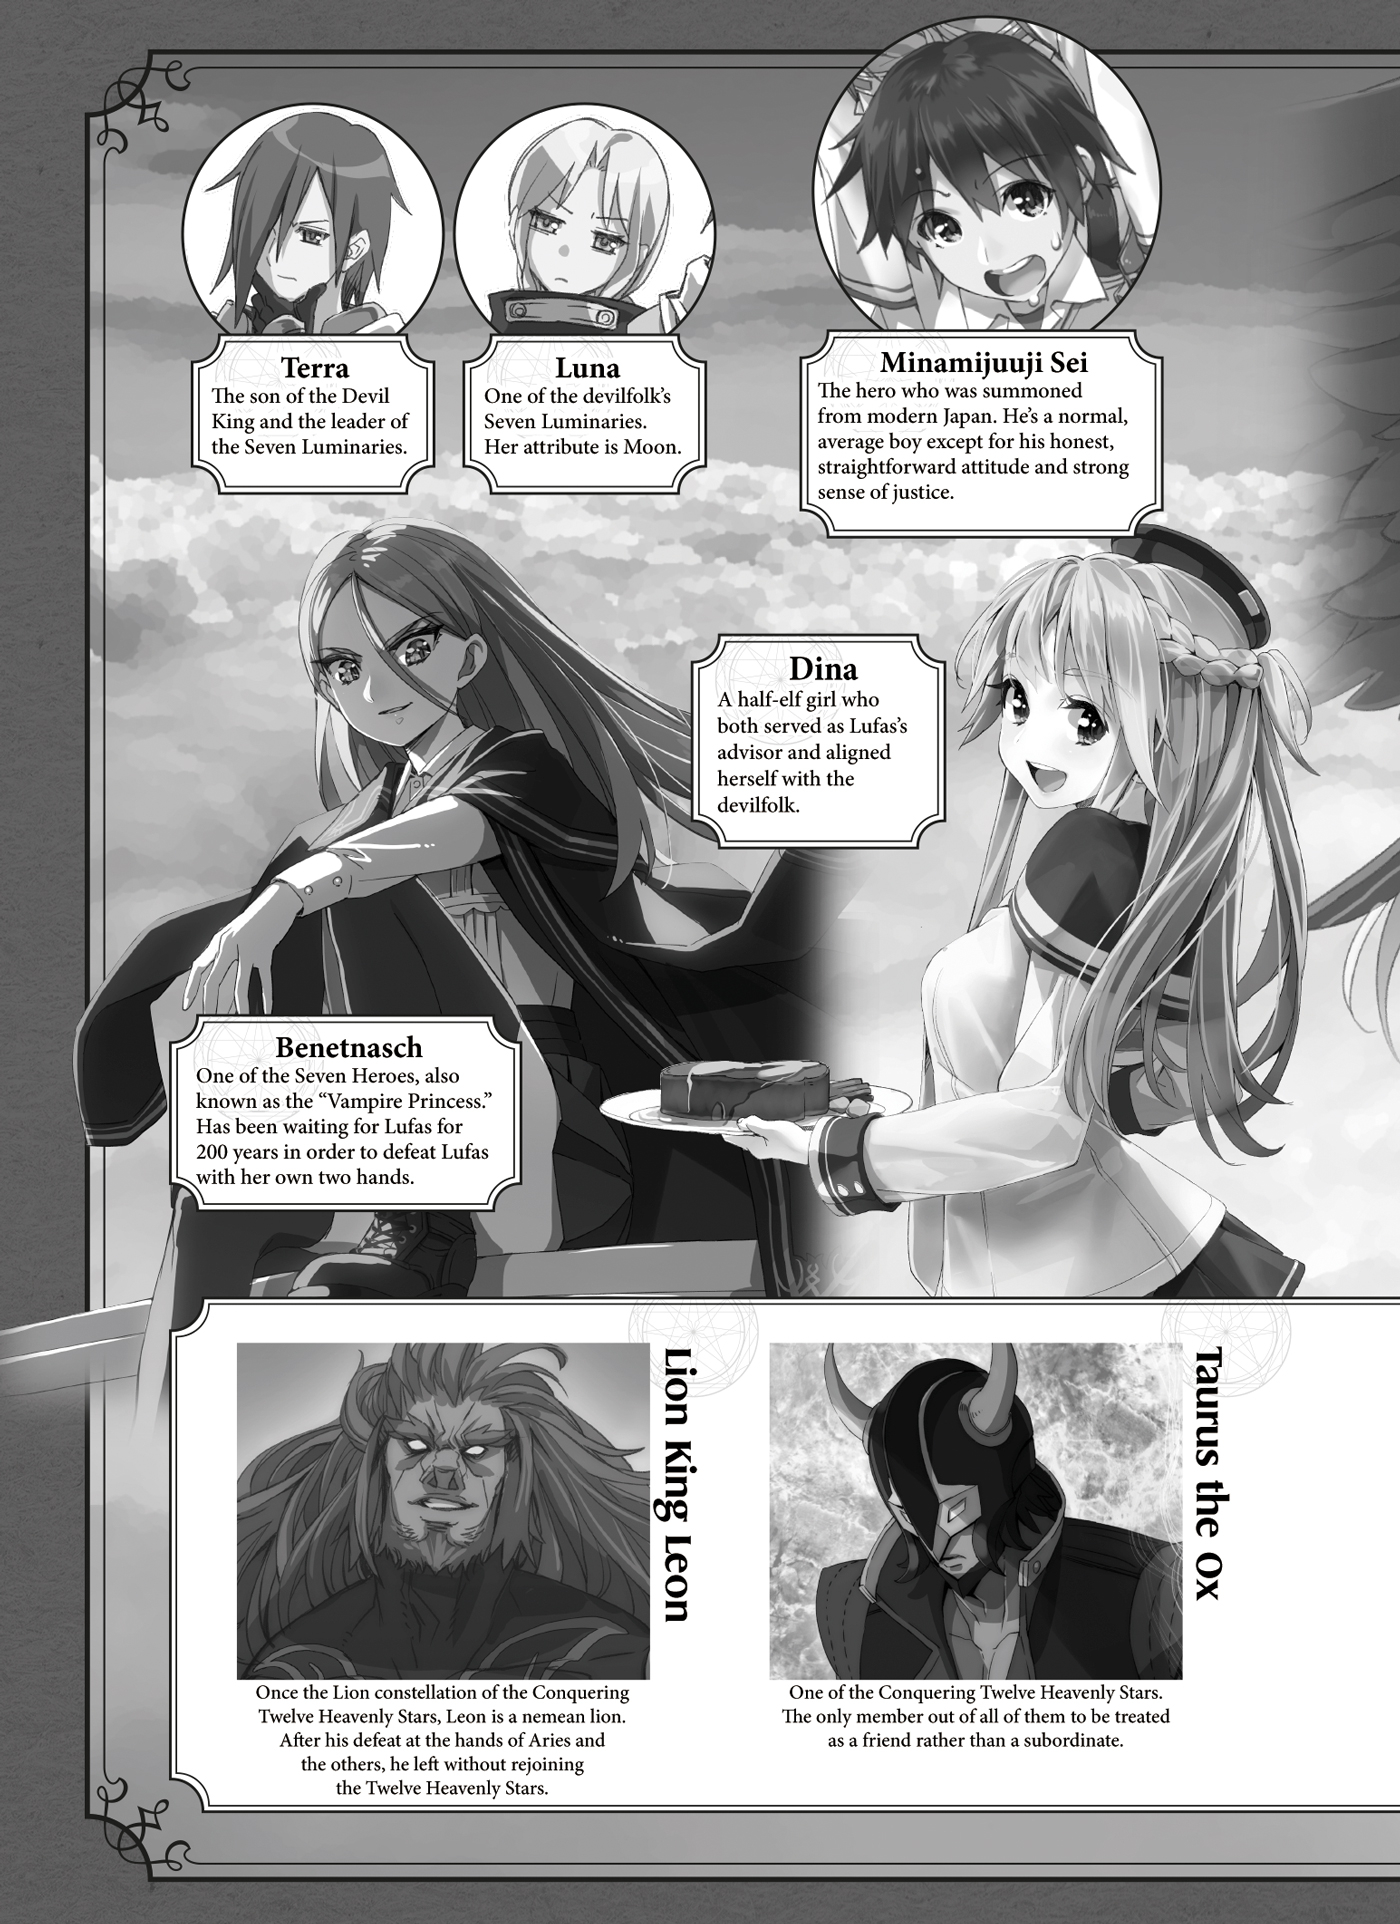 Terra
The son of the Devil
King and the leader of
the Seven Luminaries.
Luna
One of the devilfolk's
Seven Luminaries.
Her attribute is Moon.
Minamijuuji Sei
The hero who was summoned
from modern Japan. He's a normal,
average boy except for his honest,
straightforward attitude and strong
sense of justice.
Dina
A half-elf girl who
both served as Lufas's
advisor and aligned
herself with the
devilfolk.
Benetnasch
One of the Seven Heroes, also
known as the “Vampire Princess.”
Has been waiting for Lufas for
200 years in order to defeat Lufas
with her own two hands.
Lion King Leon
Once the Lion constellation of the Conquering
Twelve Heavenly Stars, Leon is a nemean lion.
After his defeat at the hands of Aries and
the others, he left without rejoining
the Twelve Heavenly Stars.
Taurus the Ox
One of the Conquering Twelve Heavenly Stars.
The only member out of all of them to be treated
as a friend rather than a subordinate.